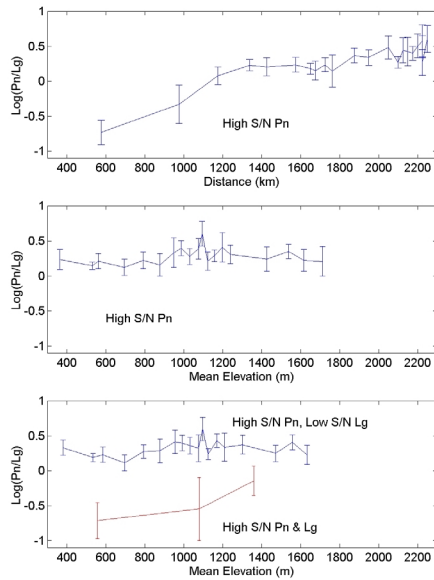 1
0.5
0
-0.5
-1
Log(Pn/Lg)
High S/N Pn
400 600 800 1000 1200 1400 1600 1800 2000 2200
Distance (km)
1
0.5
0
-0.5
-1
Log(Pn/Lg)
High S/N Pn
400 600 800 1000 1200 1400 1600 1800 2000 2200
Mean Elevation (m)
1
0.5
0
-0.5
-1
Log(Pn/Lg)
High S/N Pn, Low S/N Lg
High S/N Pn & Lg
400 600 800 1000 1200 1400 1600 1800 2000 2200
Mean Elevation (m)